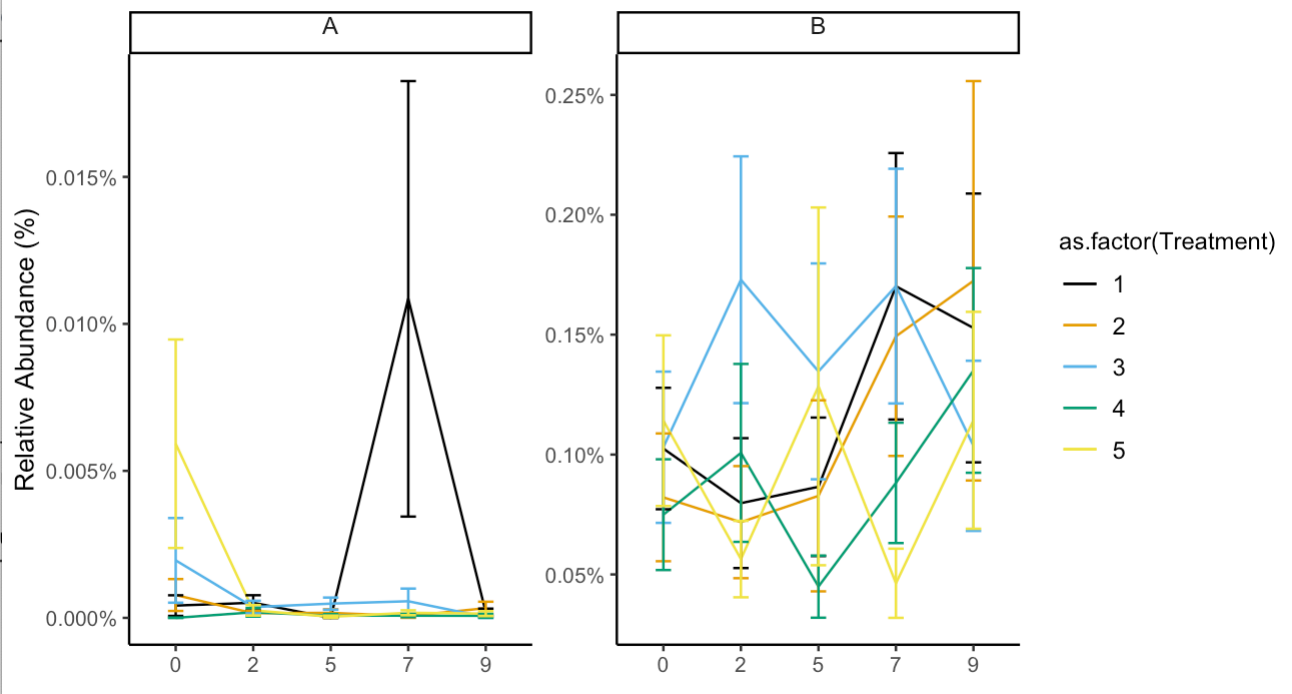 A
B
Relative Abundance (%)
0.015%
0.010%
0.005%
0.000%
0 2 5 7 9
0.25%
0.20%
0.15%
0.10%
0.05%
0 2 5 7 9
as.factor(Treatment)
1
2
3
4
5